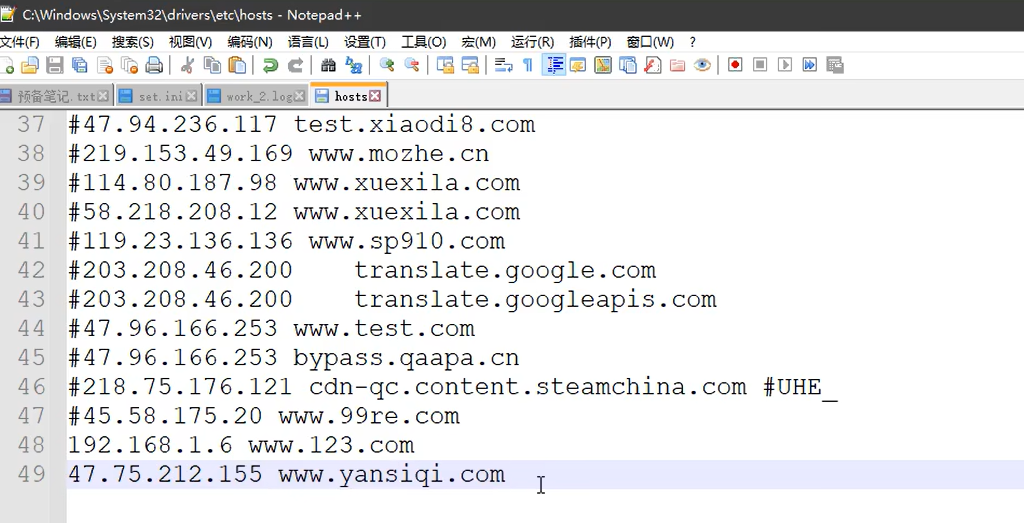 C:\Windows\System32\drivers\etc\hosts - Notepad++
文件(F) 编辑(E) 搜索(S) 视图(V) 编码(N) 语言(L) 设置(T) 工具(O) 宏(M) 运行(R) 插件(P) 窗口(W) ?
预备笔记.txt set.ini work_2.log hosts
37 #47.94.236.117 test.xiaodi8.com
38 #219.153.49.169 www.mozhe.cn
39 #114.80.187.98 www.xuexila.com
40 #58.218.208.12 www.xuexila.com
41 #119.23.136.136 www.sp910.com
42 #203.208.46.200 translate.google.com
43 #203.208.46.200 translate.googleapis.com
44 #47.96.166.253 www.test.com
45 #47.96.166.253 bypass.qaapa.cn
46 #218.75.176.121 cdn-qc.content.steamchina.com #UHE_
47 #45.58.175.20 www.99re.com
48 192.168.1.6 www.123.com
49 47.75.212.155 www.yansiqi.com